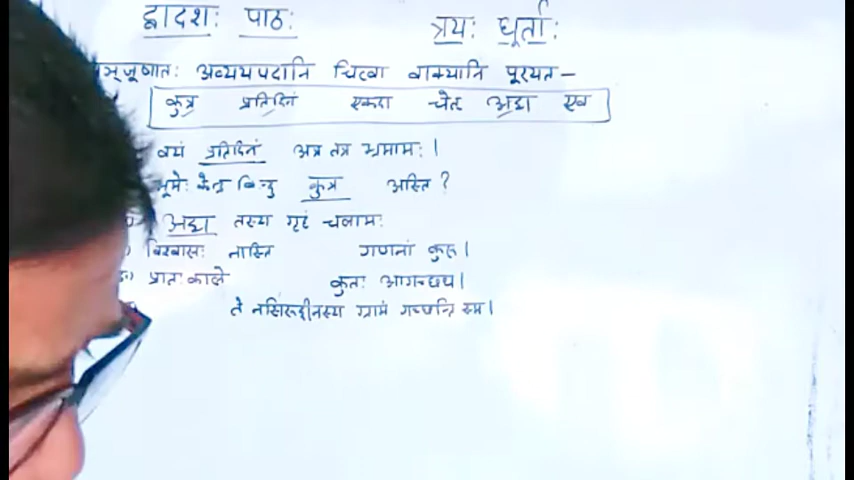 द्वादशः पाठः त्रयः धूर्ताः
मञ्जूषातः अव्ययपदानि चित्वा वाक्यानि पूरयत-
कुत्र प्रतिदिनं एकदा चेत् अद्य एव
वयं प्रतिदिनं अत्र तत्र भ्रमामः।
भूमेः केन्द्र बिन्दु कुत्र अस्ति?
अद्य तस्य गृहं चलामः
विश्वासः नास्ति गणनां कुरु।
प्रातः काले कुतः आगच्छथ।
ते नसिरुद्दीनस्य ग्रामं गच्छन्ति स्म।